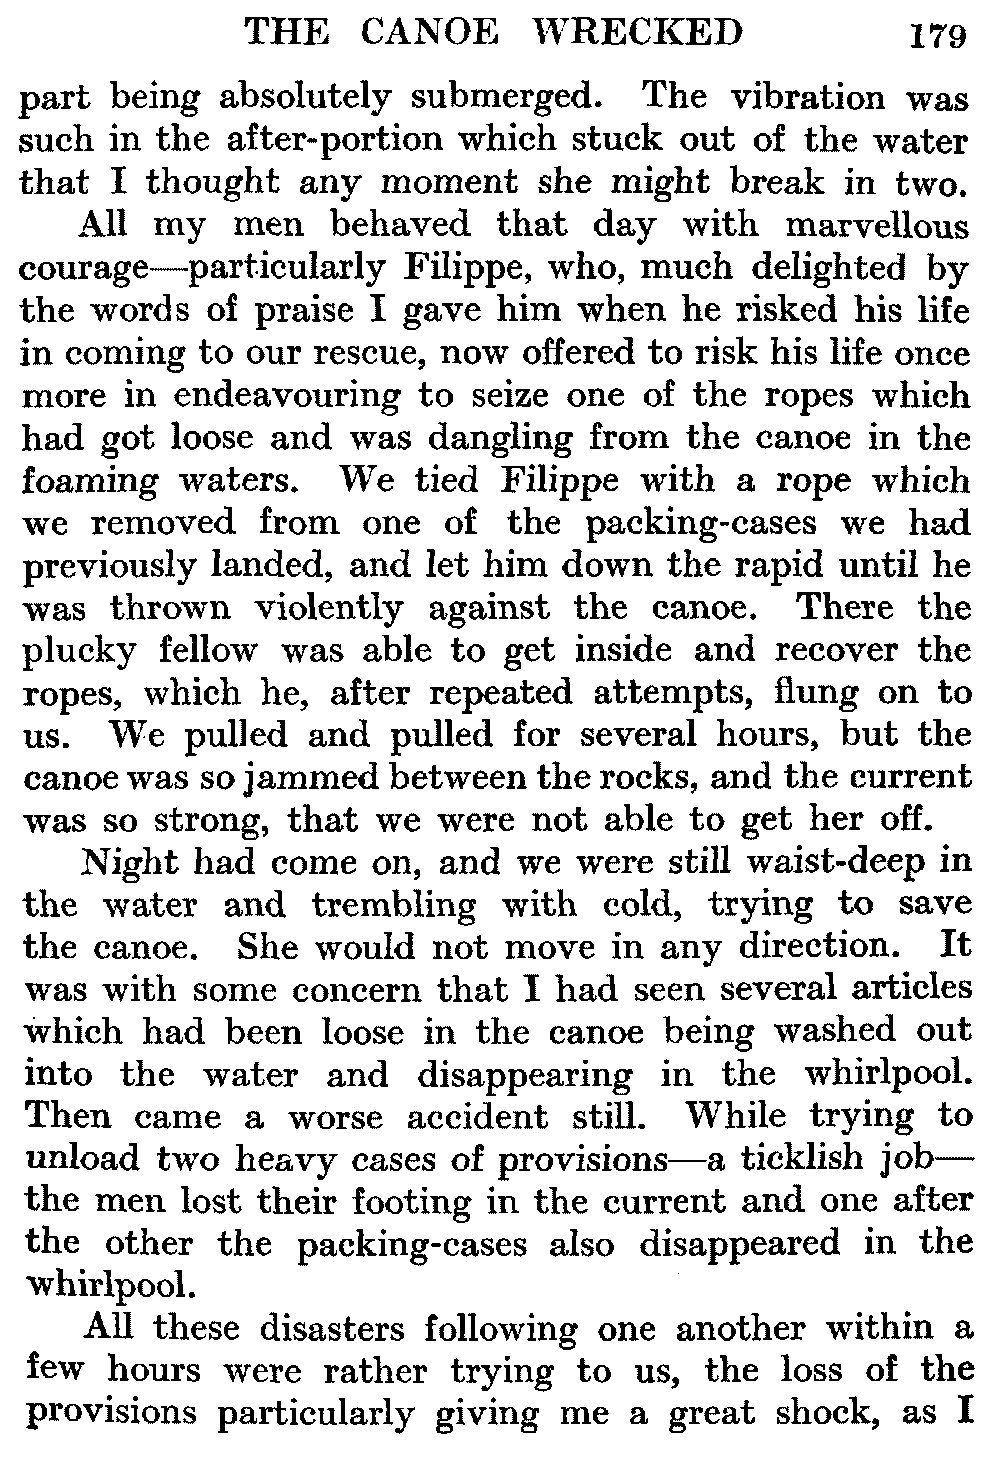 THE CANOE WRECKED 179
part being absolutely submerged. The vibration was
such in the after-portion which stuck out of the water
that I thought any moment she might break in two.
All my men behaved that day with marvellous
courage—particularly Filippe, who, much delighted by
the words of praise I gave him when he risked his life
in coming to our rescue, now offered to risk his life once
more in endeavouring to seize one of the ropes which
had got loose and was dangling from the canoe in the
foaming waters. We tied Filippe with a rope which
we removed from one of the packing-cases we had
previously landed, and let him down the rapid until he
was thrown violently against the canoe. There the
plucky fellow was able to get inside and recover the
ropes, which he, after repeated attempts, flung on to
us. We pulled and pulled for several hours, but the
canoe was so jammed between the rocks, and the current
was so strong, that we were not able to get her off.
Night had come on, and we were still waist-deep in
the water and trembling with cold, trying to save
the canoe. She would not move in any direction. It
was with some concern that I had seen several articles
which had been loose in the canoe being washed out
into the water and disappearing in the whirlpool.
Then came a worse accident still. While trying to
unload two heavy cases of provisions—a ticklish job—
the men lost their footing in the current and one after
the other the packing-cases also disappeared in the
whirlpool.
All these disasters following one another within a
few hours were rather trying to us, the loss of the
provisions particularly giving me a great shock, as I